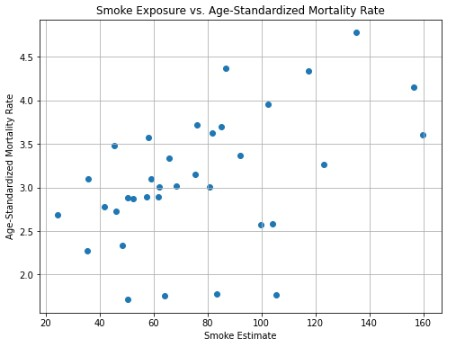 Smoke Exposure vs. Age-Standardized Mortality Rate
Age-Standardized Mortality Rate
4.5
4.0
3.5
3.0
2.5
2.0
20 40 60 80 100 120 140 160
Smoke Estimate